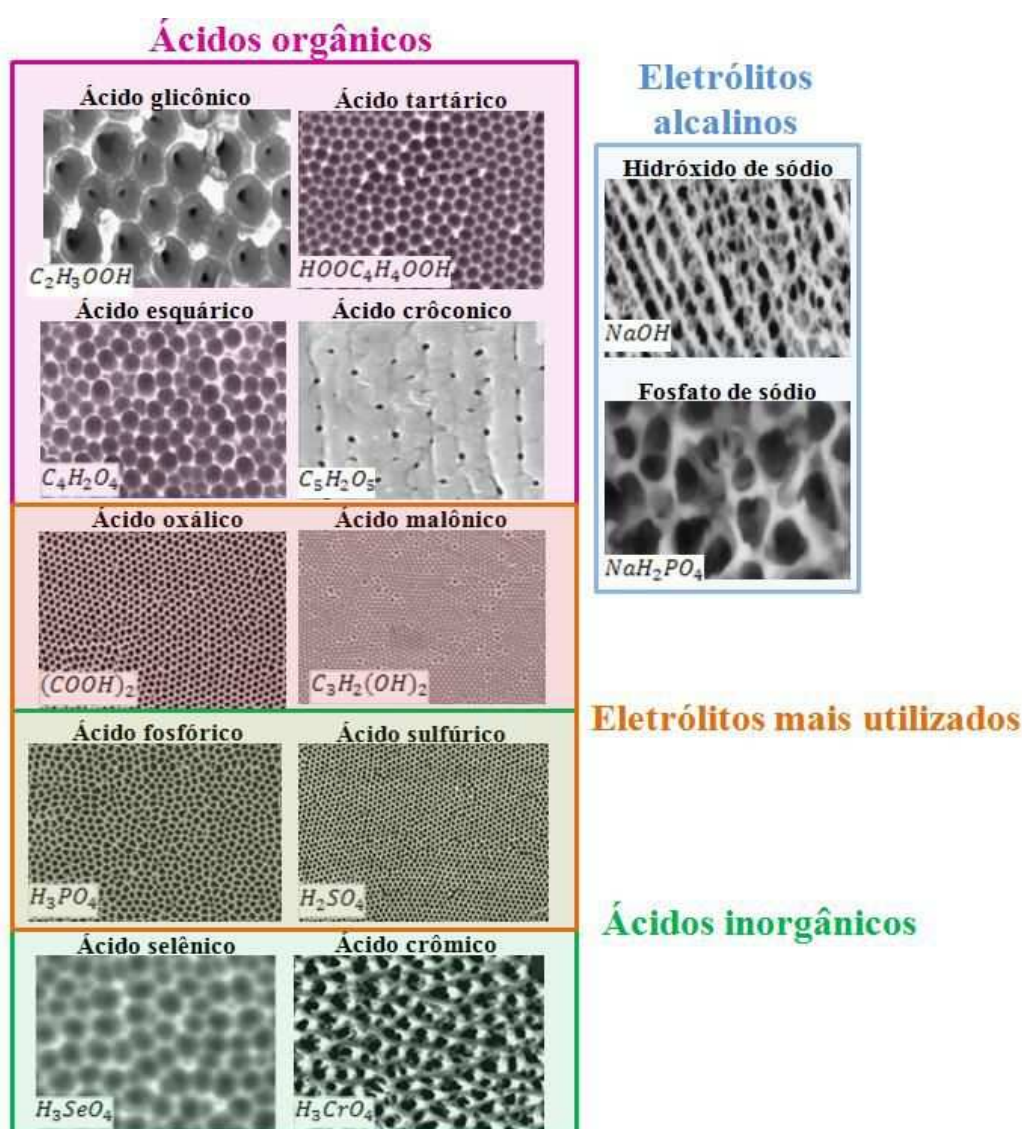 Ácidos orgânicos
Ácido glicônico
Ácido tartárico
C₂H₃OOH
HOOC₄H₄OOH
Ácido esquárico
Ácido crôconico
C₄H₂O₄
C₅H₂O₅
Ácido oxálico
Ácido malônico
(COOH)₂
C₃H₂(OH)₂
Ácido fosfórico
Ácido sulfúrico
H₃PO₄
H₂SO₄
Ácido selênico
Ácido crômico
H₃SeO₄
H₃CrO₄
Eletrólitos
alcalinos
Hidróxido de sódio
NaOH
Fosfato de sódio
NaH₂PO₄
Eletrólitos mais utilizados
Ácidos inorgânicos